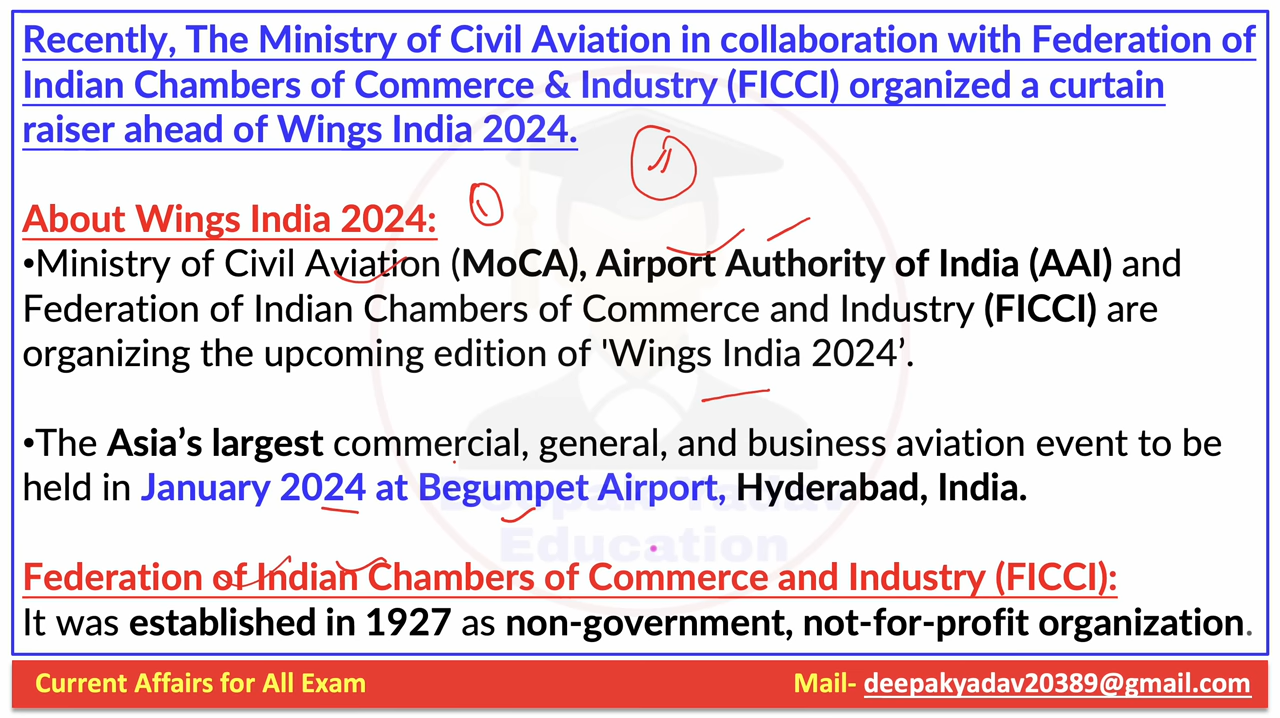 Recently, The Ministry of Civil Aviation in collaboration with Federation of
Indian Chambers of Commerce & Industry (FICCI) organized a curtain
raiser ahead of Wings India 2024.
About Wings India 2024:
•Ministry of Civil Aviation (MoCA), Airport Authority of India (AAI) and
Federation of Indian Chambers of Commerce and Industry (FICCI) are
organizing the upcoming edition of 'Wings India 2024’.
•The Asia’s largest commercial, general, and business aviation event to be
held in January 2024 at Begumpet Airport, Hyderabad, India.
Education
Federation of Indian Chambers of Commerce and Industry (FICCI):
It was established in 1927 as non-government, not-for-profit organization.
Current Affairs for All Exam
Mail- deepakyadav20389@gmail.com